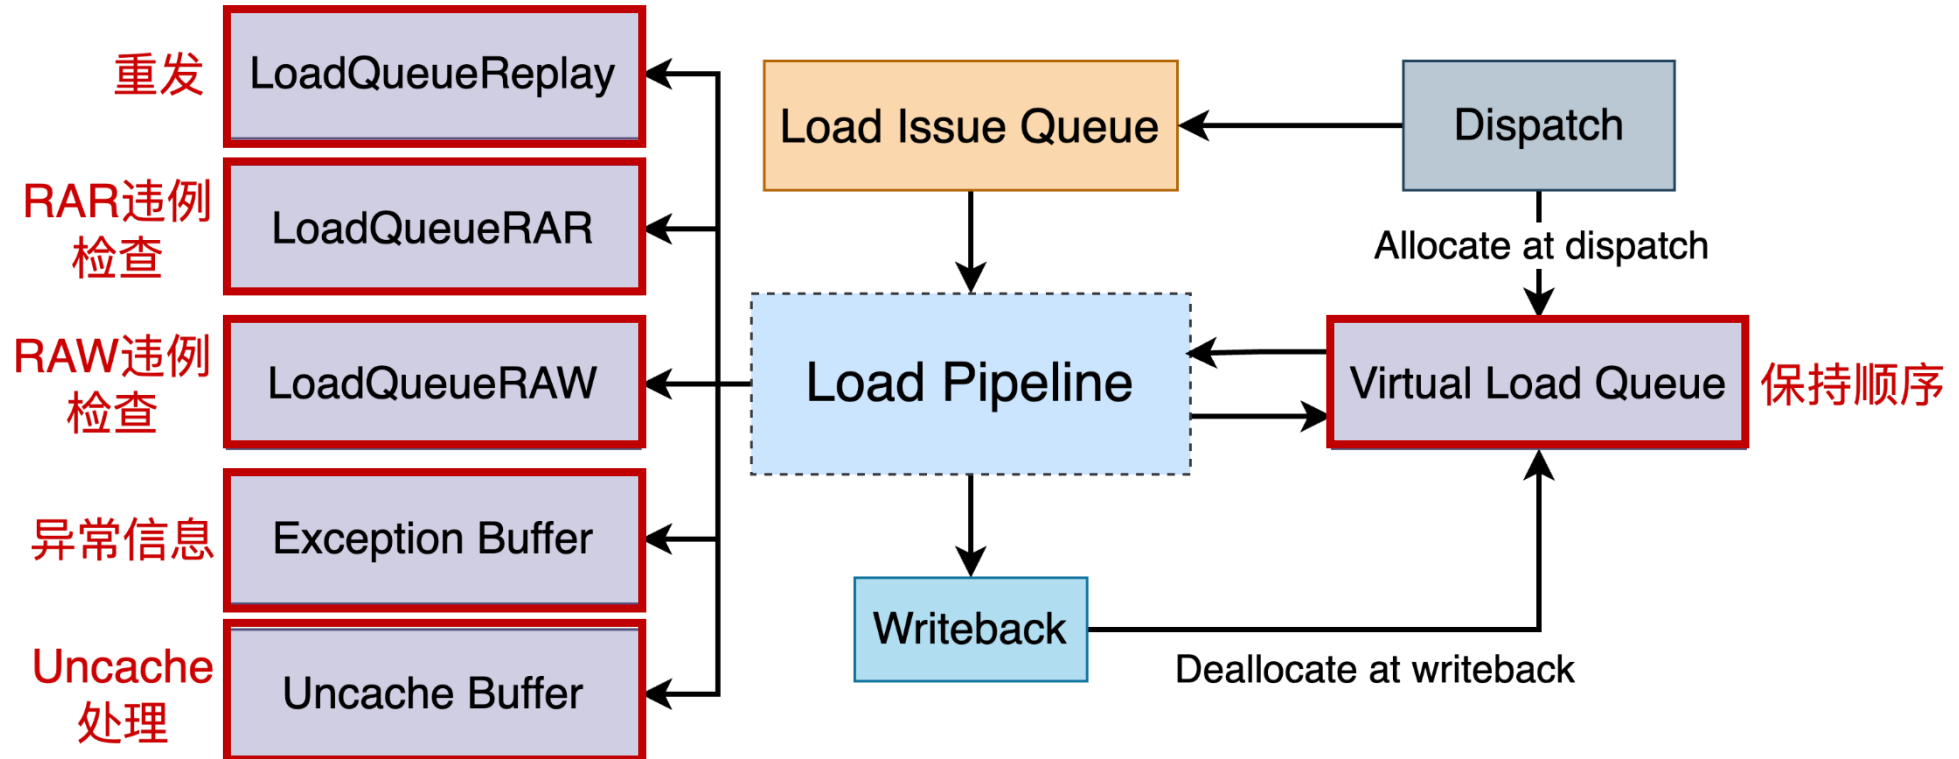 重发
LoadQueueReplay
RAR违例
检查
LoadQueueRAR
RAW违例
检查
LoadQueueRAW
异常信息
Exception Buffer
Uncache
处理
Uncache Buffer
Load Issue Queue
Dispatch
Allocate at dispatch
Load Pipeline
Virtual Load Queue
保持顺序
Writeback
Deallocate at writeback